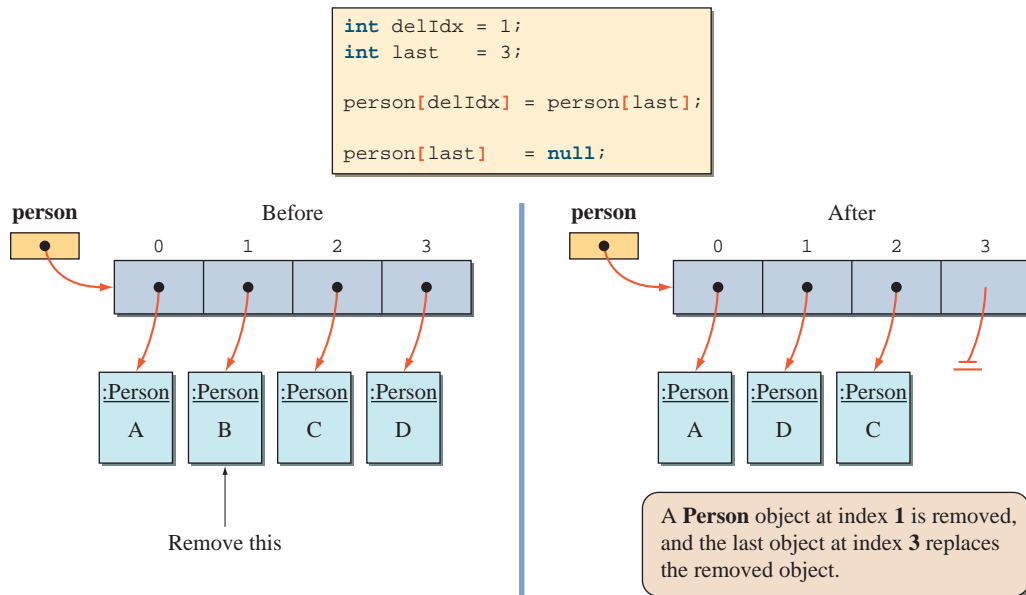 int delIdx = 1;
int last   = 3;
person[delIdx] = person[last];
person[last]   = null;
person
Before
0 1 2 3
:Person :Person :Person :Person
A B C D
Remove this
person
After
0 1 2 3
:Person :Person :Person
A D C
A Person object at index 1 is removed,
and the last object at index 3 replaces
the removed object.